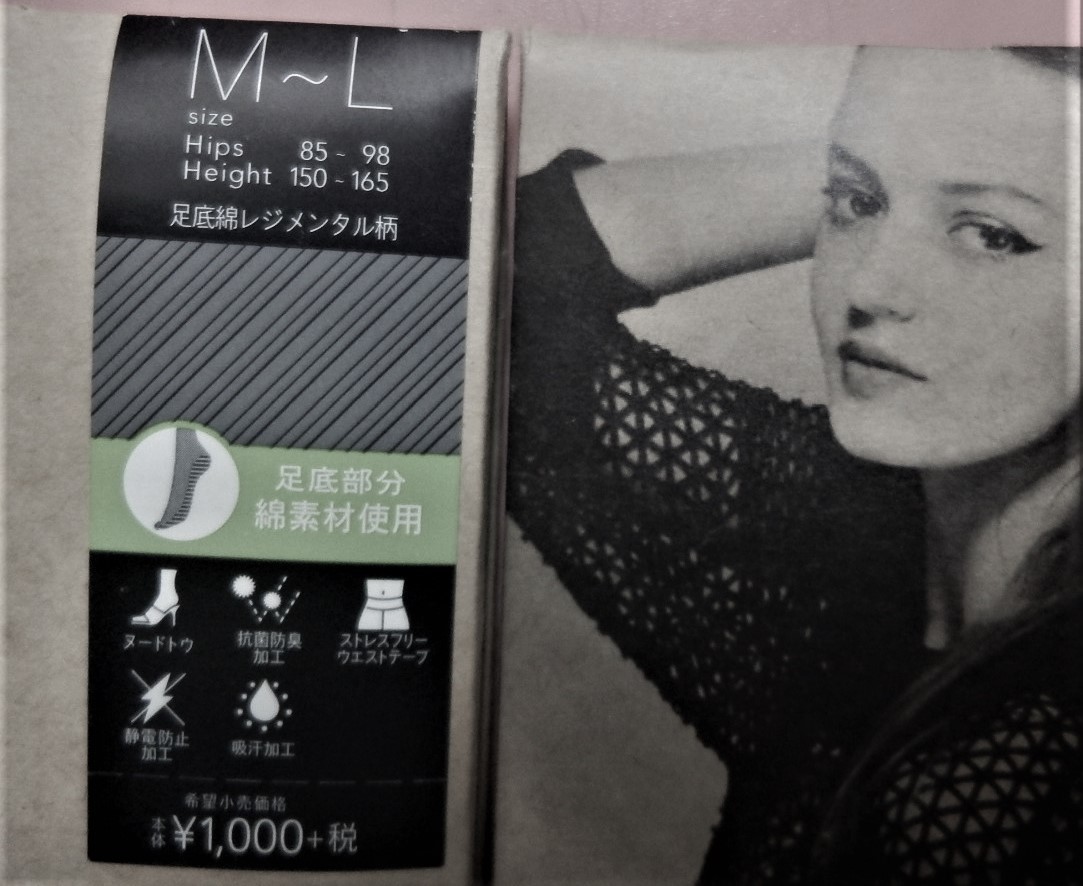 M~L
size
Hips 85 ~ 98
Height 150 ~ 165
足底綿レジメンタル柄
足底部分
綿素材使用
ヌードトウ
抗菌防臭
加工
ストレスフリー
ウエストテープ
静電防止
加工
吸汗加工
希望小売価格
本体 ¥1,000+税